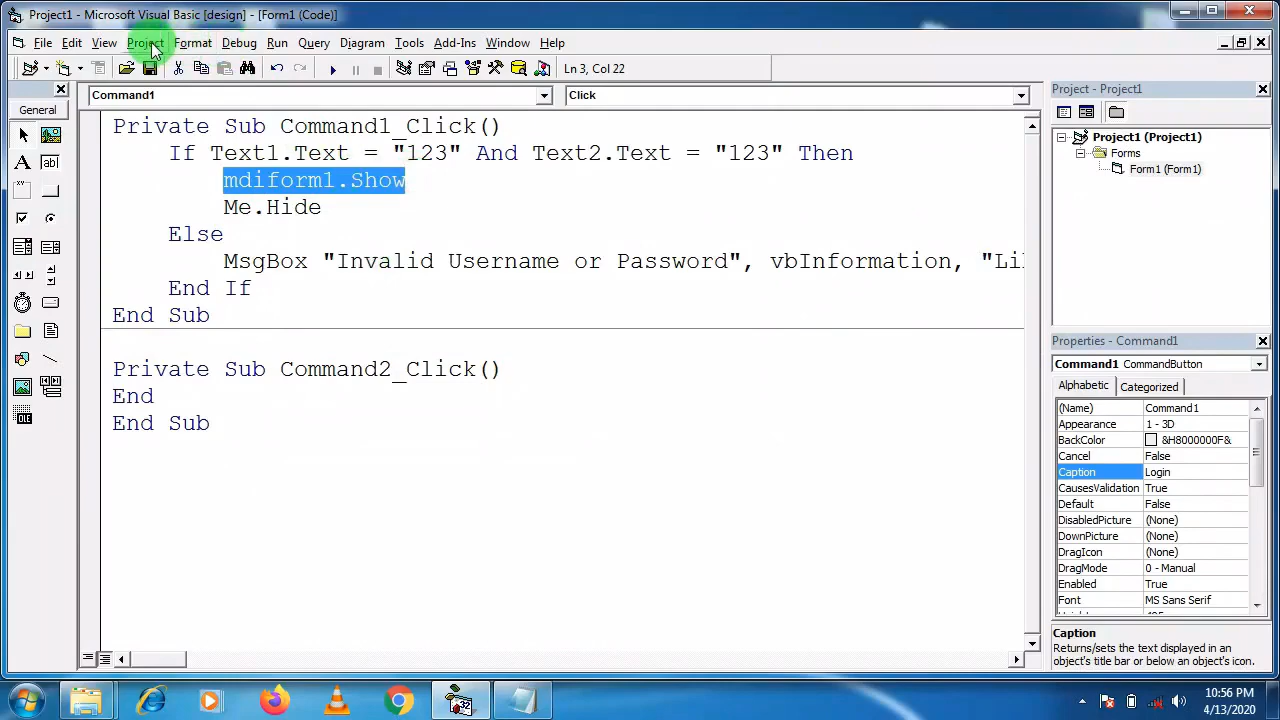 Project1 - Microsoft Visual Basic [design] - [Form1 (Code)]
File Edit View Project Format Debug Run Query Diagram Tools Add-Ins Window Help
Ln 3, Col 22
General
Command1
Click
Private Sub Command1_Click()
If Text1.Text = "123" And Text2.Text = "123" Then
mdiform1.Show
Me.Hide
Else
MsgBox "Invalid Username or Password", vbInformation, "Li
End If
End Sub
Private Sub Command2_Click()
End
End Sub
Project - Project1
Project1 (Project1)
Forms
Form1 (Form1)
Properties - Command1
Command1 CommandButton
Alphabetic Categorized
(Name) Command1
Appearance 1 - 3D
BackColor &H8000000F&
Cancel False
Caption Login
CausesValidation True
Default False
DisabledPicture (None)
DownPicture (None)
DragIcon (None)
DragMode 0 - Manual
Enabled True
Font MS Sans Serif
Caption
Returns/sets the text displayed in an object's title bar or below an object's icon.
10:56 PM
4/13/2020